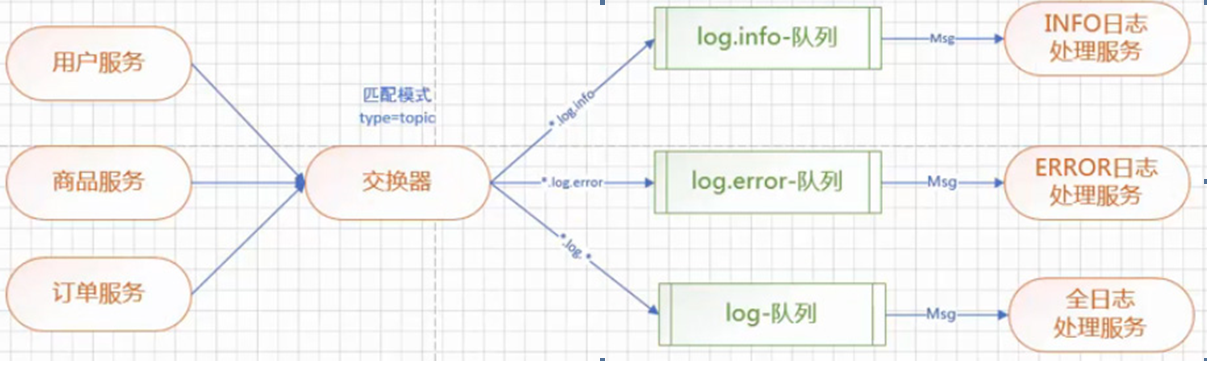 用户服务
商品服务
订单服务
匹配模式
type=topic
交换器
*.log.info
*.log.error
*.log.*
log.info-队列
log.error-队列
log-队列
Msg
Msg
Msg
INFO日志
处理服务
ERROR日志
处理服务
全日志
处理服务